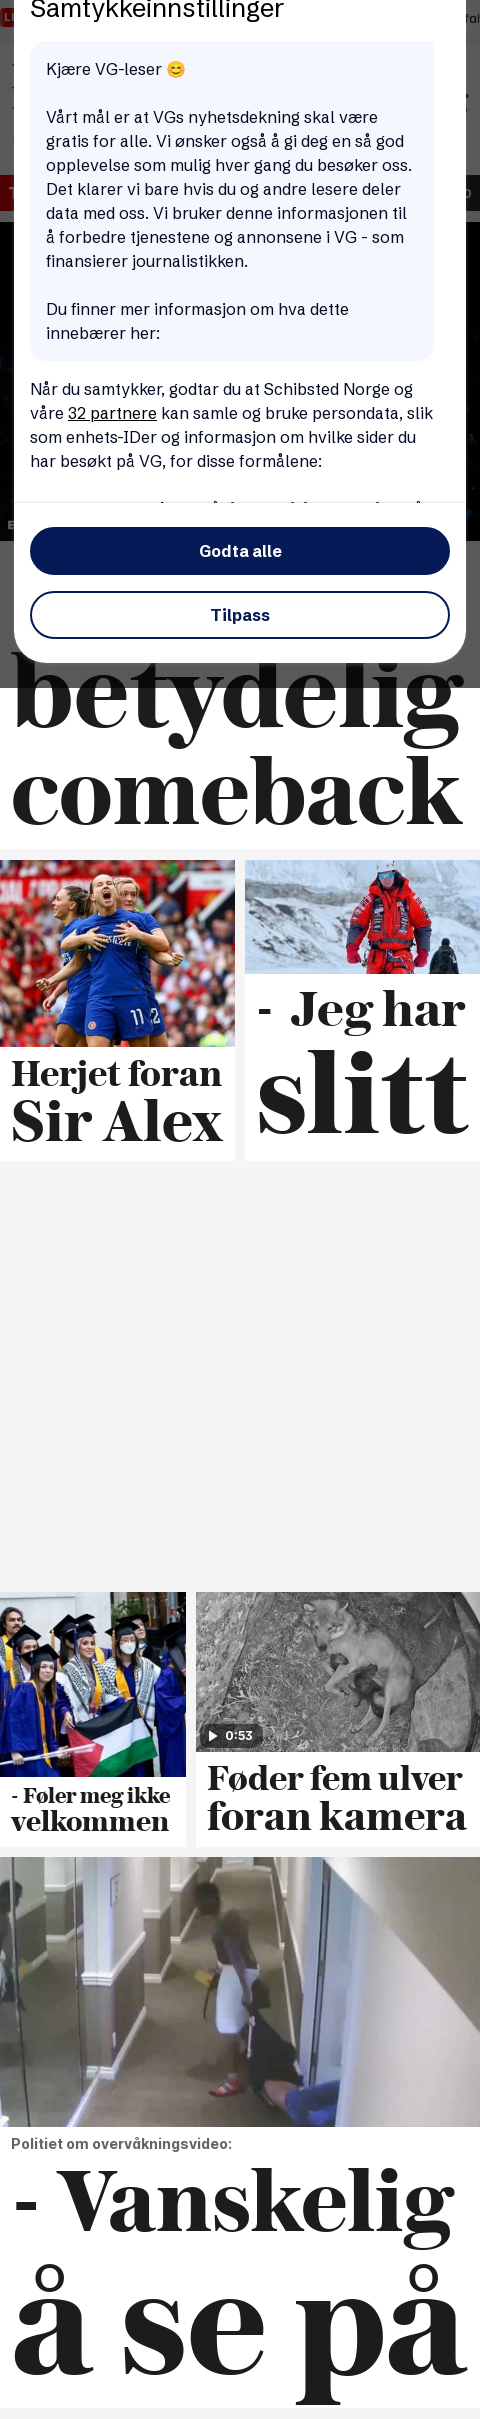 Samtykkeinnstillinger
Kjære VG-leser 😊
Vårt mål er at VGs nyhetsdekning skal være
gratis for alle. Vi ønsker også å gi deg en så god
opplevelse som mulig hver gang du besøker oss.
Det klarer vi bare hvis du og andre lesere deler
data med oss. Vi bruker denne informasjonen til
å forbedre tjenestene og annonsene i VG - som
finansierer journalistikken.
Du finner mer informasjon om hva dette
innebærer her:
Når du samtykker, godtar du at Schibsted Norge og
våre 32 partnere kan samle og bruke persondata, slik
som enhets-IDer og informasjon om hvilke sider du
har besøkt på VG, for disse formålene:
Godta alle
Tilpass
betydelig
comeback
Herjet foran
Sir Alex
- Jeg har
slitt
- Føler meg ikke
velkommen
0:53
Føder fem ulver
foran kamera
Politiet om overvåkningsvideo:
- Vanskelig
å se på